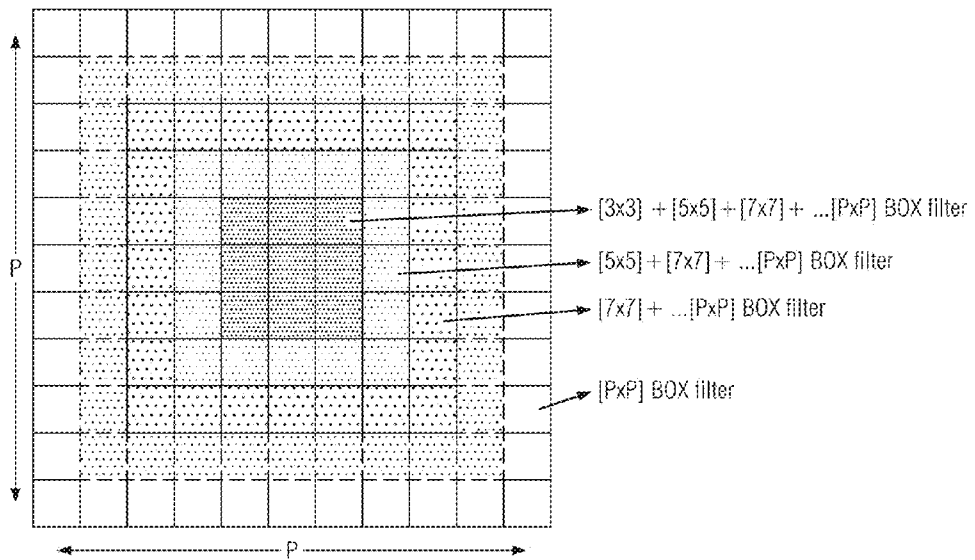 [3x3] + [5x5] + [7x7] + ...[PxP] BOX filter
P
[5x5] + [7x7] + ...[PxP] BOX filter
[7x7] + ...[PxP] BOX filter
[PxP] BOX filter
P